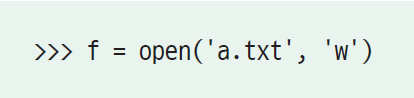 >>> f = open('a.txt', 'w')